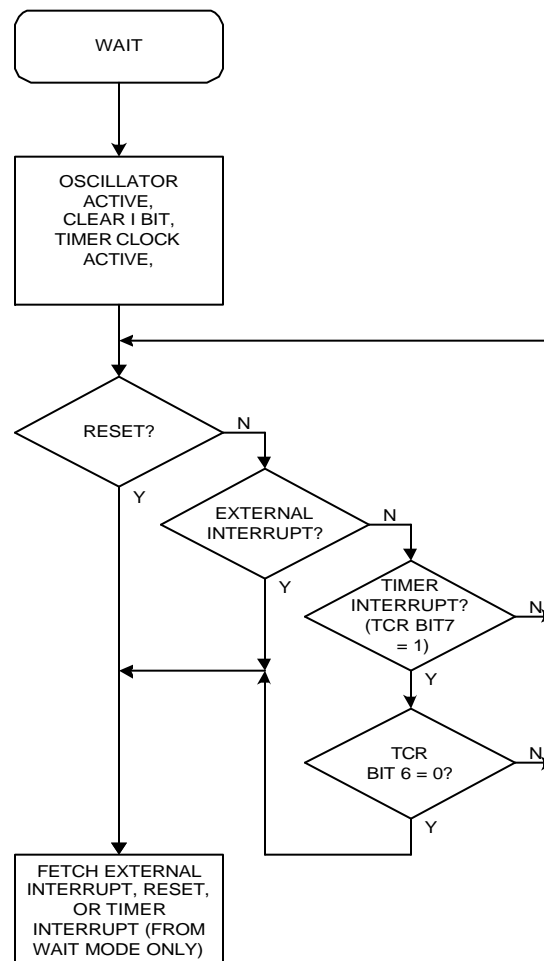 WAIT
OSCILLATOR
ACTIVE,
CLEAR I BIT,
TIMER CLOCK
ACTIVE,
RESET?
N
Y
EXTERNAL
INTERRUPT?
N
Y
TIMER
INTERRUPT?
(TCR BIT7
= 1)
N
Y
TCR
BIT 6 = 0?
N
Y
FETCH EXTERNAL
INTERRUPT, RESET,
OR TIMER
INTERRUPT (FROM
WAIT MODE ONLY)